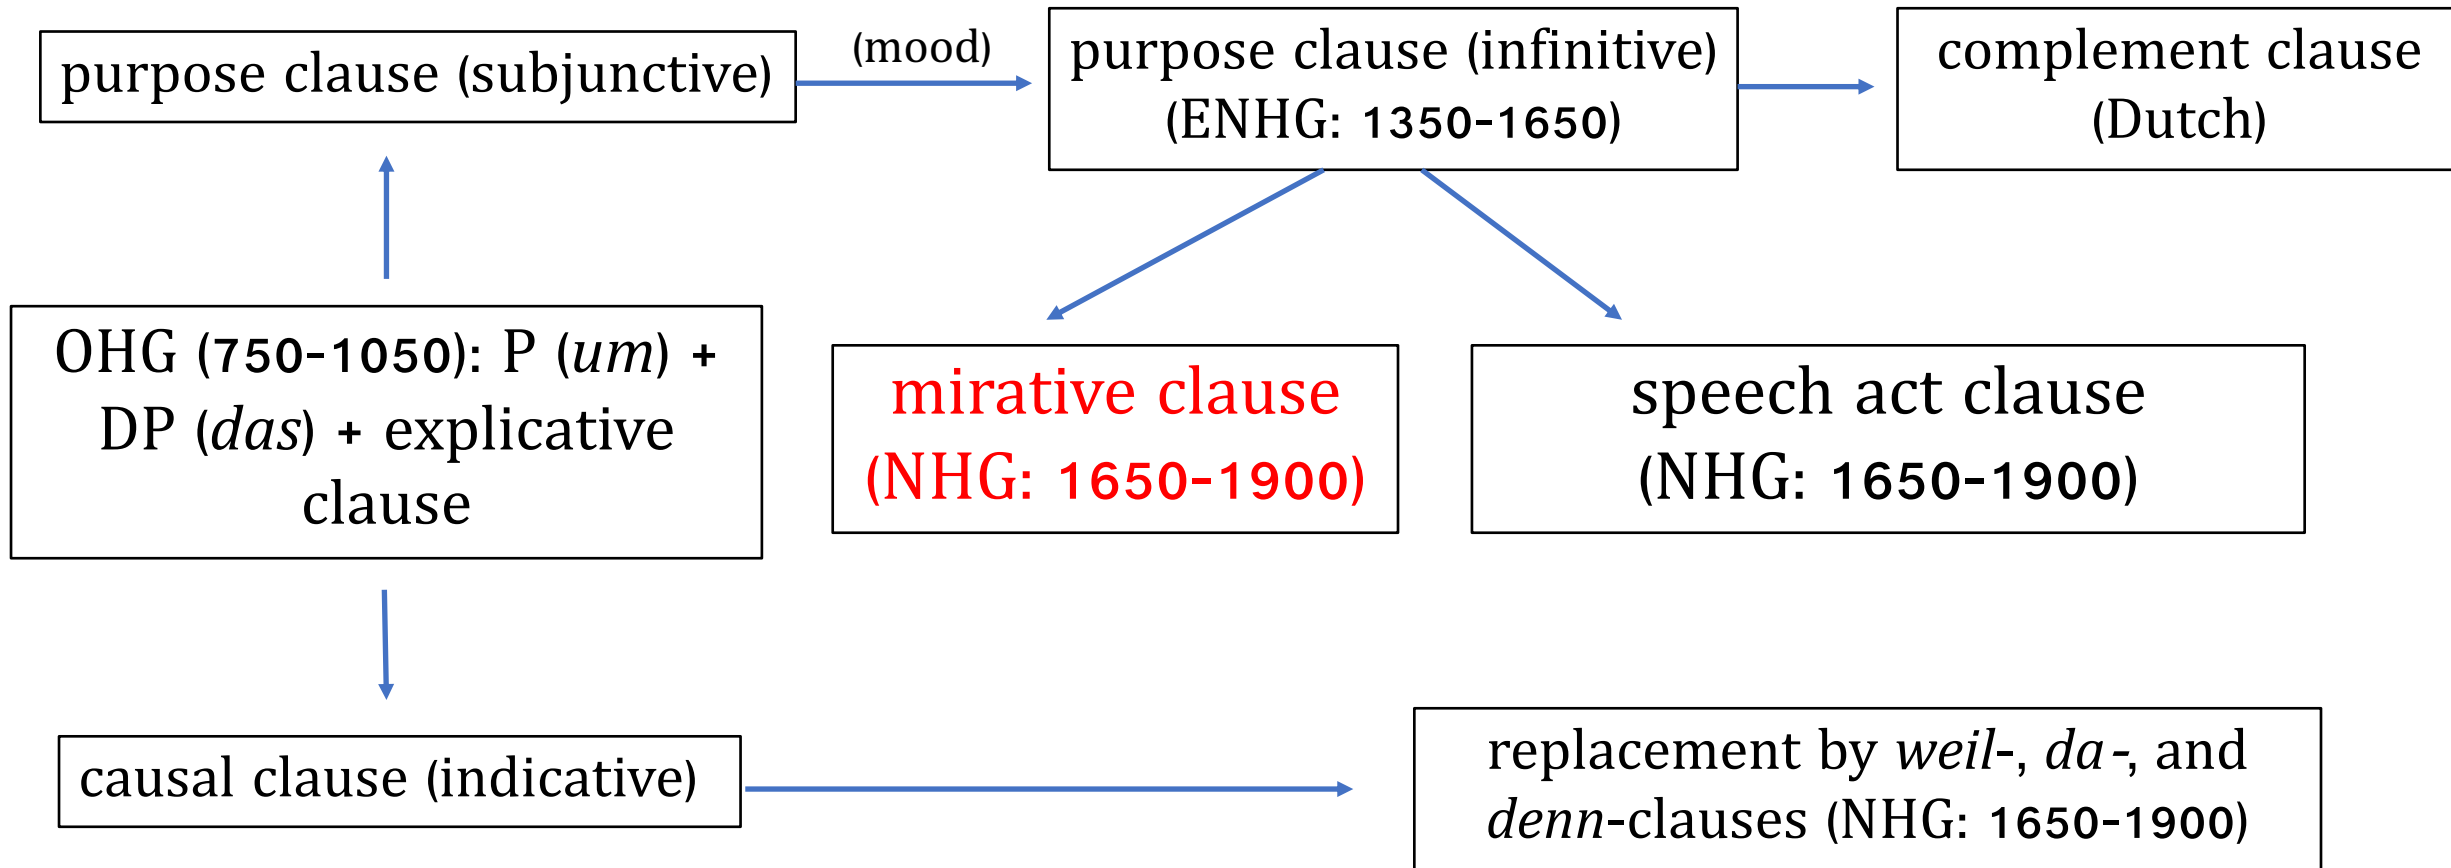 purpose clause (subjunctive)
(mood)
purpose clause (infinitive)
(ENHG: 1350-1650)
complement clause
(Dutch)
OHG (750-1050): P (um) +
DP (das) + explicative
clause
mirative clause
(NHG: 1650-1900)
speech act clause
(NHG: 1650-1900)
causal clause (indicative)
replacement by weil-, da-, and
denn-clauses (NHG: 1650-1900)